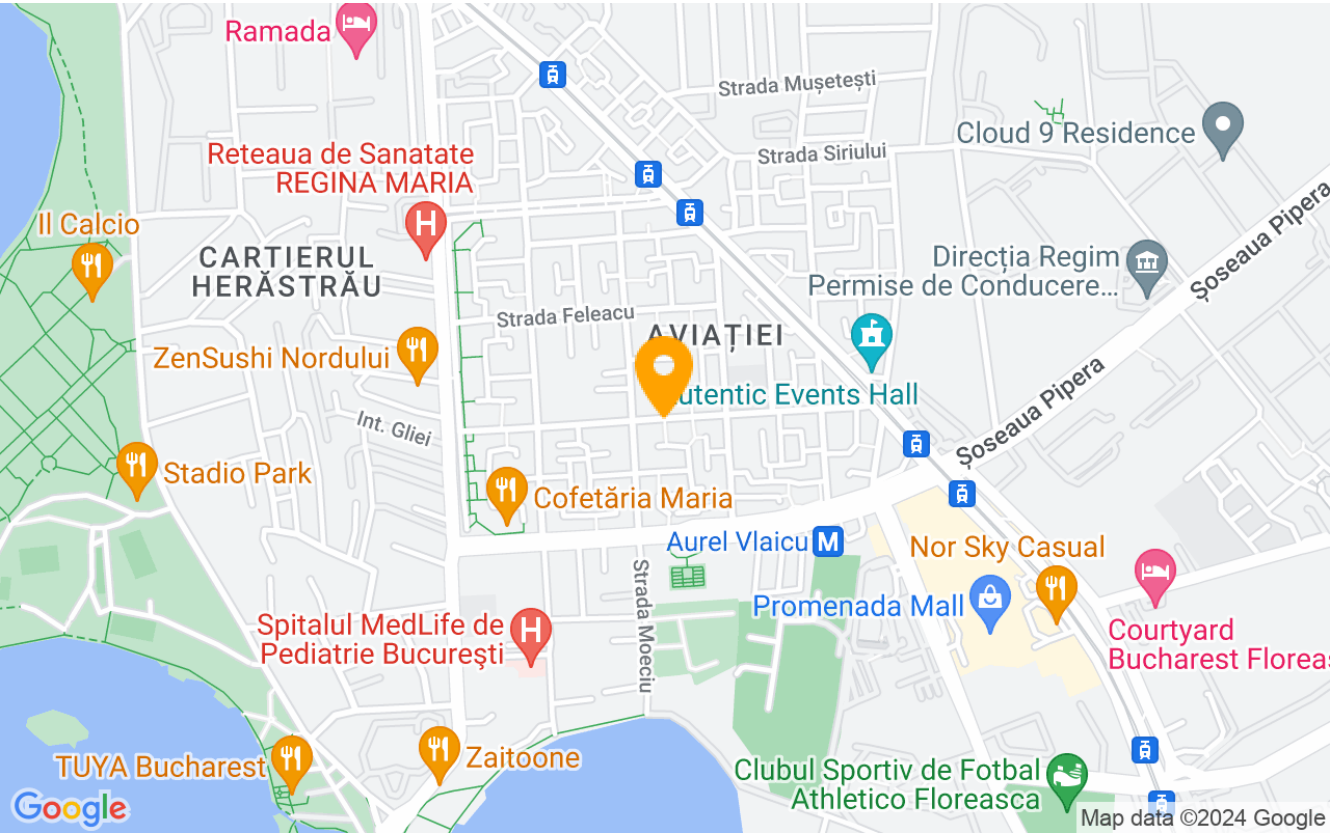 Ramada
Strada Mușetești
Cloud 9 Residence
Reteaua de Sanatate
REGINA MARIA
Strada Siriului
Il Calcio
CARTIERUL
HERĂSTRĂU
Direcția Regim
Permise de Conducere...
Șoseaua Pipera
Strada Feleacu
AVIAȚIEI
ZenSushi Nordului
utentic Events Hall
Șoseaua Pipera
Int. Gliei
Stadio Park
Cofetăria Maria
Aurel Vlaicu M
Nor Sky Casual
Strada Moeciu
Promenada Mall
Spitalul MedLife de
Pediatrie Bucureşti
Courtyard
Bucharest Floreas
TUYA Bucharest
Zaitoone
Clubul Sportiv de Fotbal
Athletico Floreasca
Google
Map data ©2024 Google